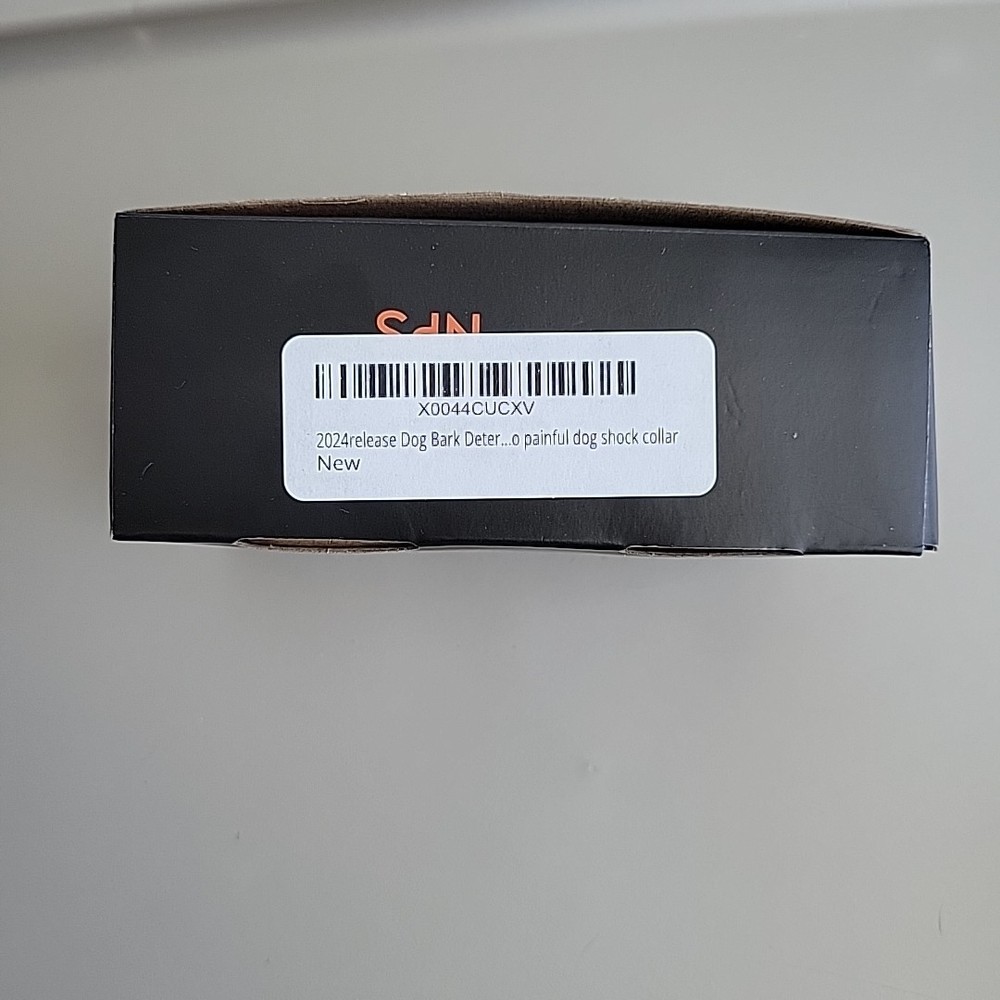 X0044CUCXV
2024release Dog Bark Deter...o painful dog shock collar
New